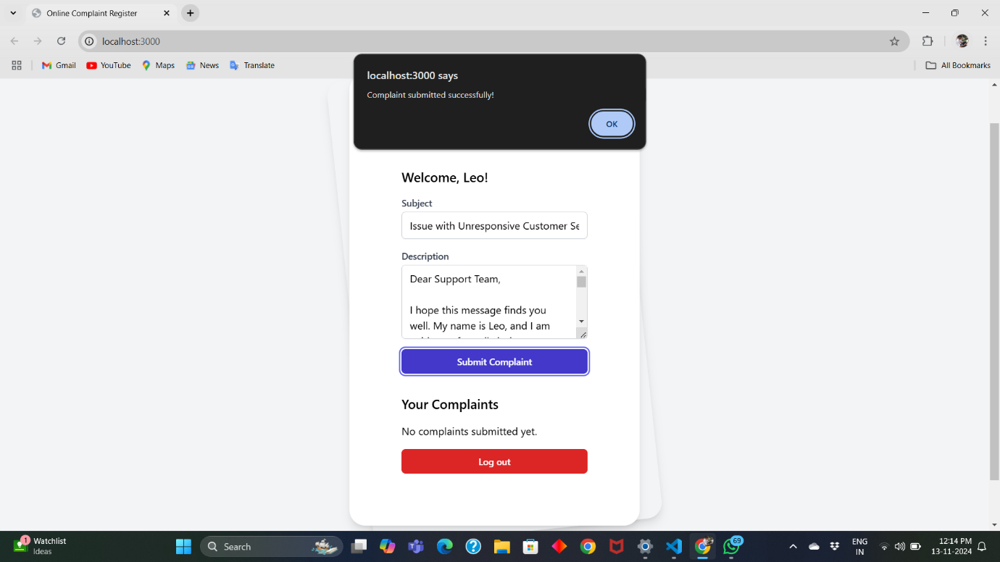 Online Complaint Register
localhost:3000
Gmail
YouTube
Maps
News
Translate
All Bookmarks
localhost:3000 says
Complaint submitted successfully!
OK
Welcome, Leo!
Subject
Issue with Unresponsive Customer Se
Description
Dear Support Team,
I hope this message finds you
well. My name is Leo, and I am
Submit Complaint
Your Complaints
No complaints submitted yet.
Log out
1
Watchlist
Ideas
Search
69
ENG
IN
12:14 PM
13-11-2024